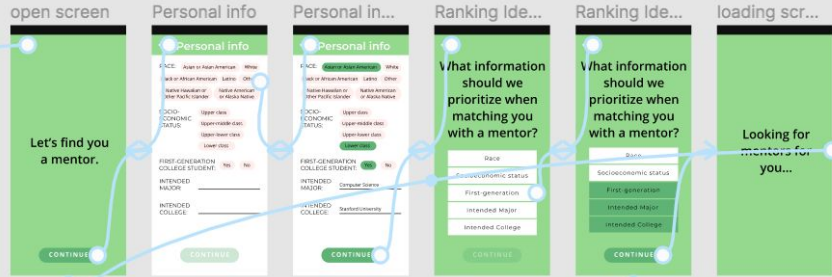 open screen
Personal info
Personal in...
Ranking Ide...
Ranking Ide...
loading scr...
Let's find you
a mentor.
CONTINUE
Personal info
RACE: Asian or Asian American White
Black or African American Latino Other
Native Hawaiian or Other Pacific Islander
Native American or Alaska Native
SOCIO-
ECONOMIC
STATUS:
Upper class
Upper-middle class
Upper-lower class
Lower class
FIRST-GENERATION
COLLEGE STUDENT: Yes No
INTENDED
MAJOR:
INTENDED
COLLEGE:
CONTINUE
Personal info
RACE: Asian or Asian American White
Black or African American Latino Other
Native Hawaiian or Other Pacific Islander
Native American or Alaska Native
SOCIO-
ECONOMIC
STATUS:
Upper class
Upper-middle class
Upper-lower class
Lower class
FIRST-GENERATION
COLLEGE STUDENT: Yes No
INTENDED
MAJOR: Computer Science
INTENDED
COLLEGE: Stanford University
CONTINUE
What information
should we
prioritize when
matching you
with a mentor?
Race
Socioeconomic status
First-generation
Intended Major
Intended College
CONTINUE
What information
should we
prioritize when
matching you
with a mentor?
Race
Socioeconomic status
First-generation
Intended Major
Intended College
CONTINUE
Looking for
mentors for
you...